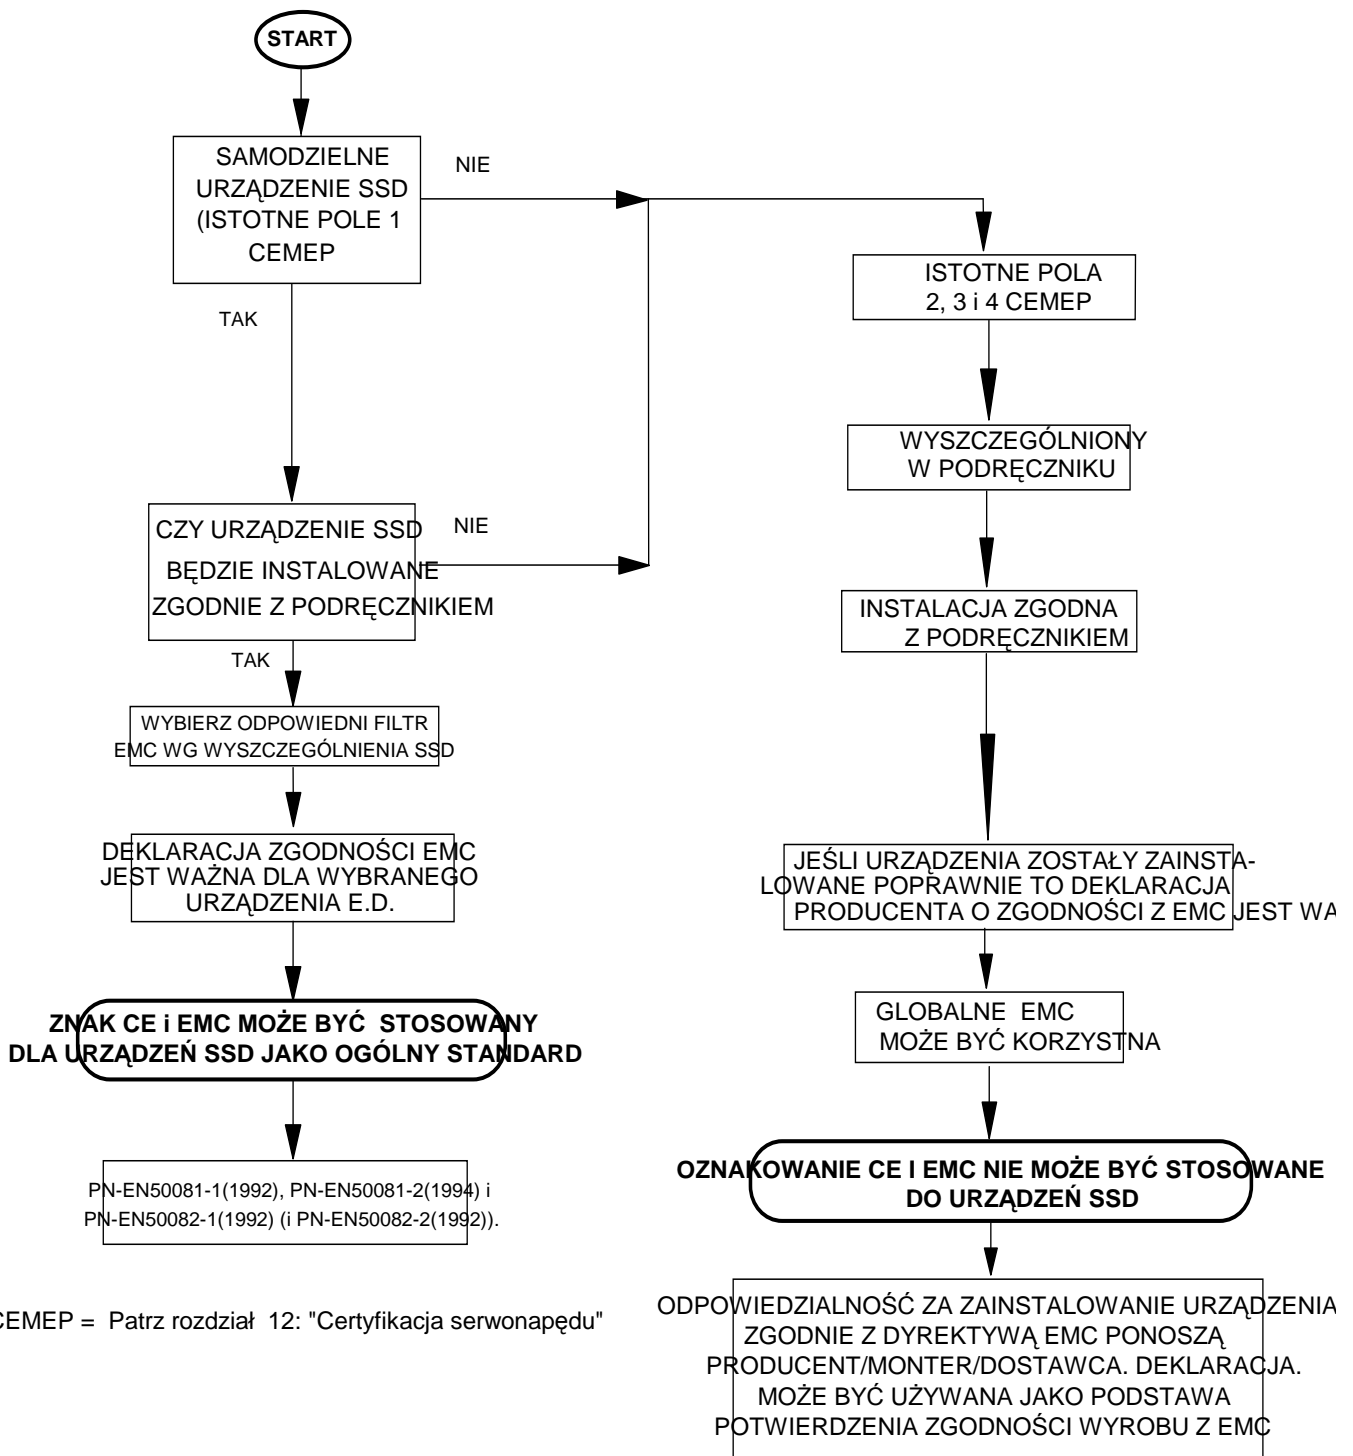 START
SAMODZIELNE
URZĄDZENIE SSD
(ISTOTNE POLE 1
CEMEP
NIE
TAK
CZY URZĄDZENIE SSD
BĘDZIE INSTALOWANE
ZGODNIE Z PODRĘCZNIKIEM
NIE
TAK
WYBIERZ ODPOWIEDNI FILTR
EMC WG WYSZCZEGÓLNIENIA SSD
DEKLARACJA ZGODNOŚCI EMC
JEST WAŻNA DLA WYBRANEGO
URZĄDZENIA E.D.
ZNAK CE i EMC MOŻE BYĆ STOSOWANY
DLA URZĄDZEŃ SSD JAKO OGÓLNY STANDARD
PN-EN50081-1(1992), PN-EN50081-2(1994) i
PN-EN50082-1(1992) (i PN-EN50082-2(1992)).
CEMEP = Patrz rozdział 12: "Certyfikacja serwonapędu"
ISTOTNE POLA
2, 3 i 4 CEMEP
WYSZCZEGÓLNIONY
W PODRĘCZNIKU
INSTALACJA ZGODNA
Z PODRĘCZNIKIEM
JEŚLI URZĄDZENIA ZOSTAŁY ZAINSTA-
LOWANE POPRAWNIE TO DEKLARACJA
PRODUCENTA O ZGODNOŚCI Z EMC JEST WA
GLOBALNE EMC
MOŻE BYĆ KORZYSTNA
OZNAKOWANIE CE I EMC NIE MOŻE BYĆ STOSOWANE
DO URZĄDZEŃ SSD
ODPOWIEDZIALNOŚĆ ZA ZAINSTALOWANIE URZĄDZENIA
ZGODNIE Z DYREKTYWĄ EMC PONOSZĄ
PRODUCENT/MONTER/DOSTAWCA. DEKLARACJA.
MOŻE BYĆ UŻYWANA JAKO PODSTAWA
POTWIERDZENIA ZGODNOŚCI WYROBU Z EMC